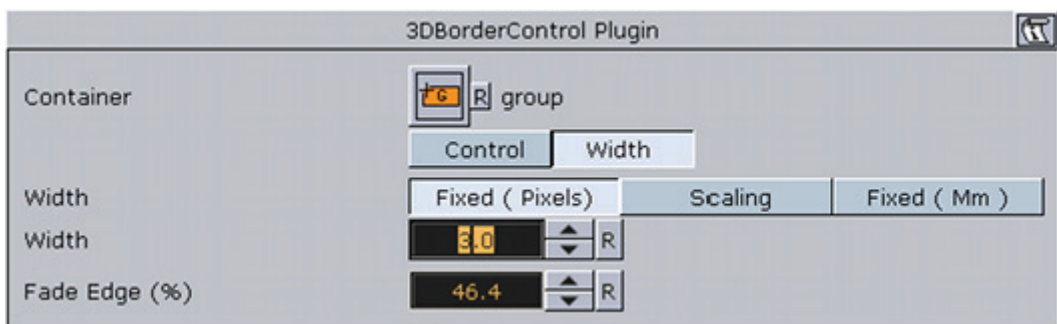 3DBorderControl Plugin
Container G R group
Control Width
Width Fixed ( Pixels) Scaling Fixed ( Mm )
Width 3.0 R
Fade Edge (%) 46.4 R